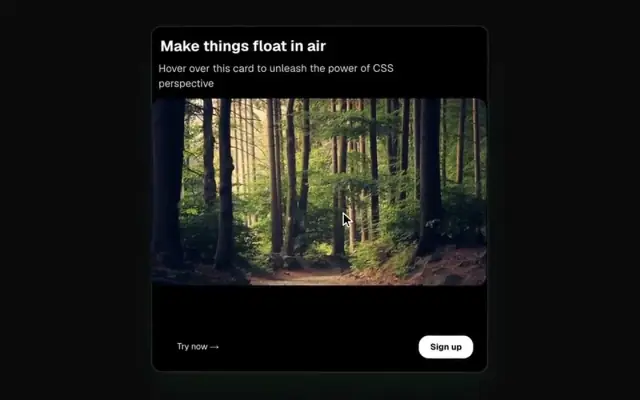 Make things float in air
Hover over this card to unleash the power of CSS
perspective
Try now →
Sign up